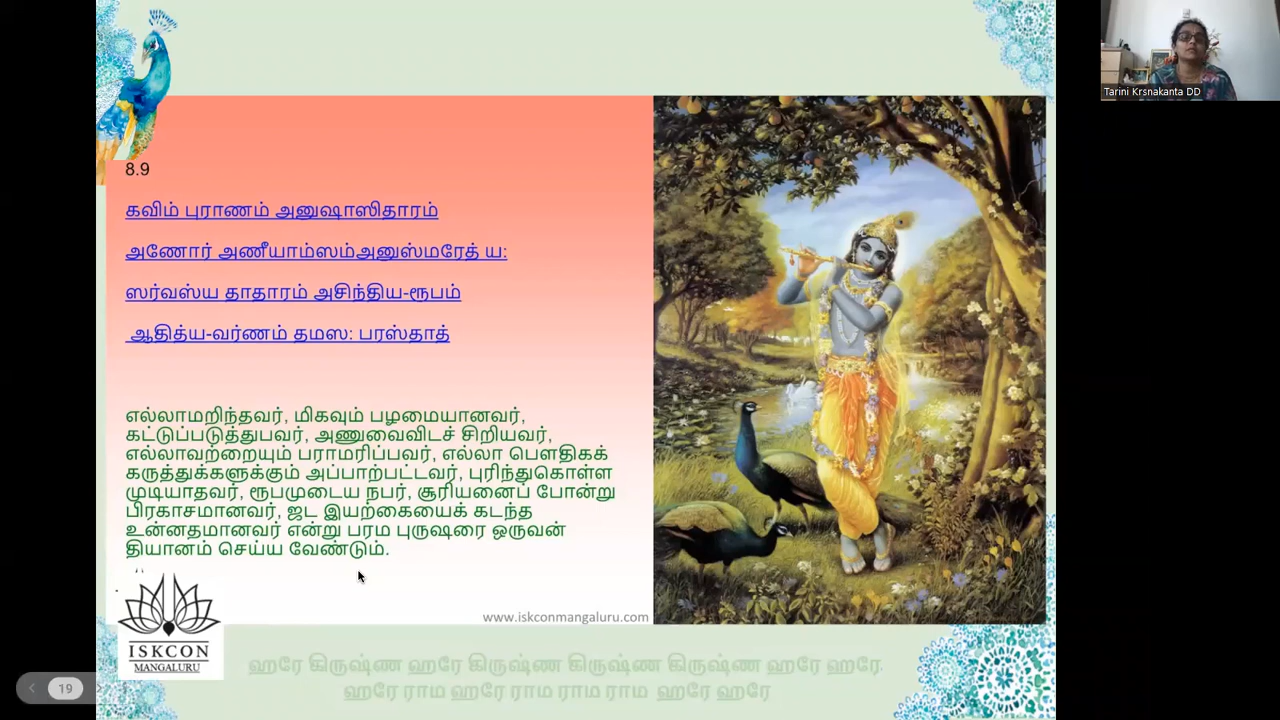 Tarini Krsnakanta DD
8.9
கவிம் புராணம் அனுஷாஸிதாரம்
அணோர் அணீயாம்ஸம்அனுஸ்மரேத் ய:
ஸர்வஸ்ய தாதாரம் அசிந்திய-ரூபம்
ஆதித்ய-வர்ணம் தமஸ: பரஸ்தாத்
எல்லாமறிந்தவர், மிகவும் பழமையானவர்,
கட்டுப்படுத்துபவர், அணுவைவிடச் சிறியவர்,
எல்லாவற்றையும் பராமரிப்பவர், எல்லா பௌதிகக்
கருத்துக்களுக்கும் அப்பாற்பட்டவர், புரிந்துகொள்ள
முடியாதவர், ரூபமுடைய நபர், சூரியனைப் போன்று
பிரகாசமானவர், ஜட இயற்கையைக் கடந்த
உன்னதமானவர் என்று பரம புருஷரை ஒருவன்
தியானம் செய்ய வேண்டும்.
www.iskconmangaluru.com
ISKCON
MANGALURU
ஹரே கிருஷ்ண ஹரே கிருஷ்ண கிருஷ்ண கிருஷ்ண ஹரே ஹரே
ஹரே ராம ஹரே ராம ராம ராம ஹரே ஹரே
19